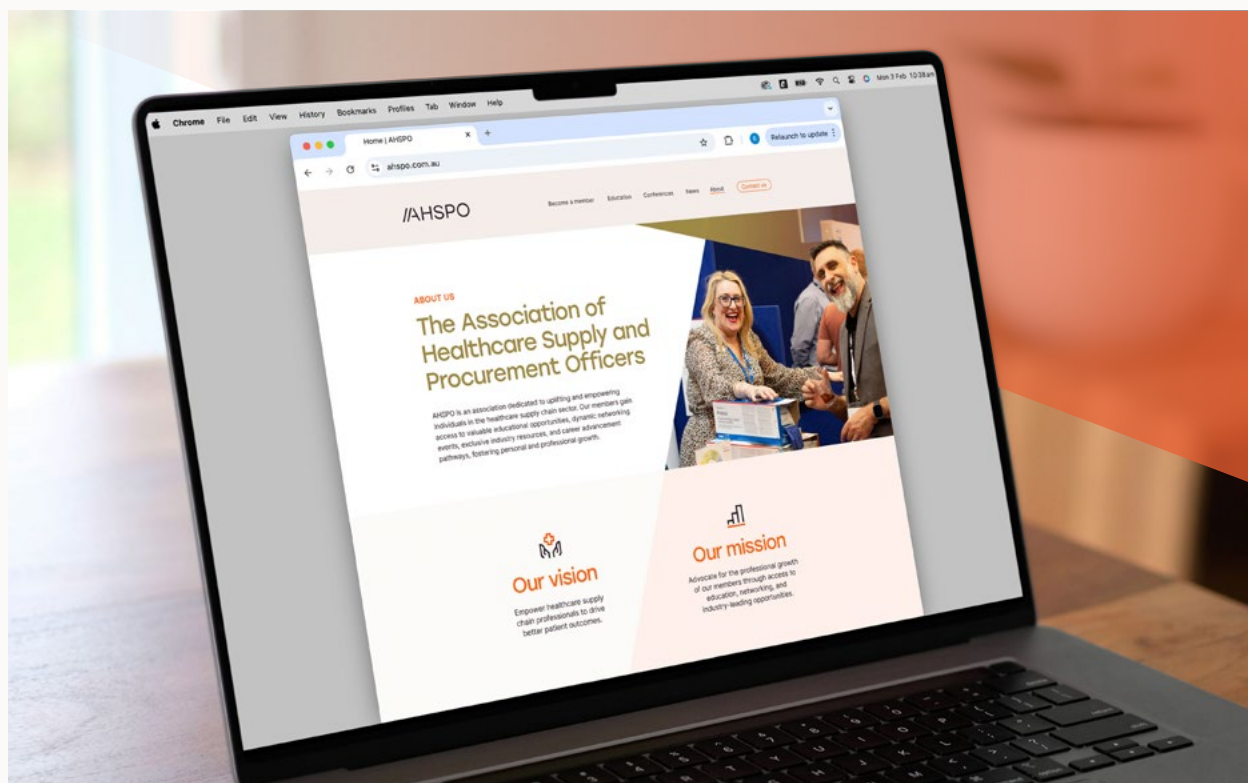 Chrome File Edit View History Bookmarks Profiles Tab Window Help
Mon 3 Feb 10:38am
Home | AHSPO
ahspo.com.au
Relaunch to update
//AHSPO
Become a member Education Conferences News About Contact us
ABOUT US
The Association of
Healthcare Supply and
Procurement Officers
AHSPO is an association dedicated to uplifting and empowering
individuals in the healthcare supply chain sector. Our members gain
access to valuable educational opportunities, dynamic networking
events, exclusive industry resources, and career advancement
pathways, fostering personal and professional growth.
Our vision
Empower healthcare supply
chain professionals to drive
better patient outcomes.
Our mission
Advocate for the professional growth
of our members through access to
education, networking, and
industry-leading opportunities.